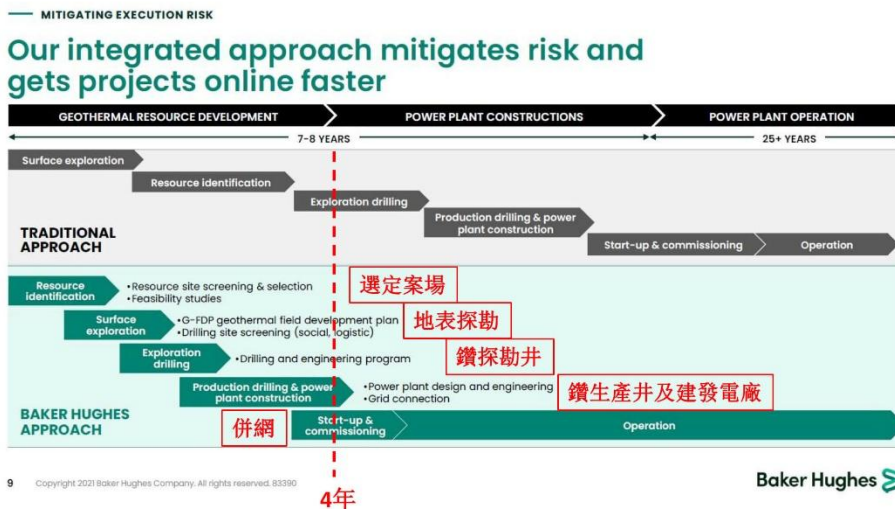 MITIGATING EXECUTION RISK
Our integrated approach mitigates risk and
gets projects online faster
GEOTHERMAL RESOURCE DEVELOPMENT
POWER PLANT CONSTRUCTIONS
POWER PLANT OPERATION
7-8 YEARS
25+ YEARS
Surface exploration
Resource identification
Exploration drilling
Production drilling & power
plant construction
Start-up & commissioning
Operation
TRADITIONAL
APPROACH
Resource
identification
•Resource site screening & selection
•Feasibility studies
選定案場
Surface
exploration
•G-FDP geothermal field development plan
•Drilling site screening (social, logistic)
地表探勘
Exploration
drilling
•Drilling and engineering program
鑽探勘井
Production drilling & power
plant construction
•Power plant design and engineering
•Grid connection
鑽生產井及建發電廠
BAKER HUGHES
APPROACH
併網
Start-up &
commissioning
Operation
9
Copyright 2021 Baker Hughes Company. All rights reserved. 83390
Baker Hughes
4年